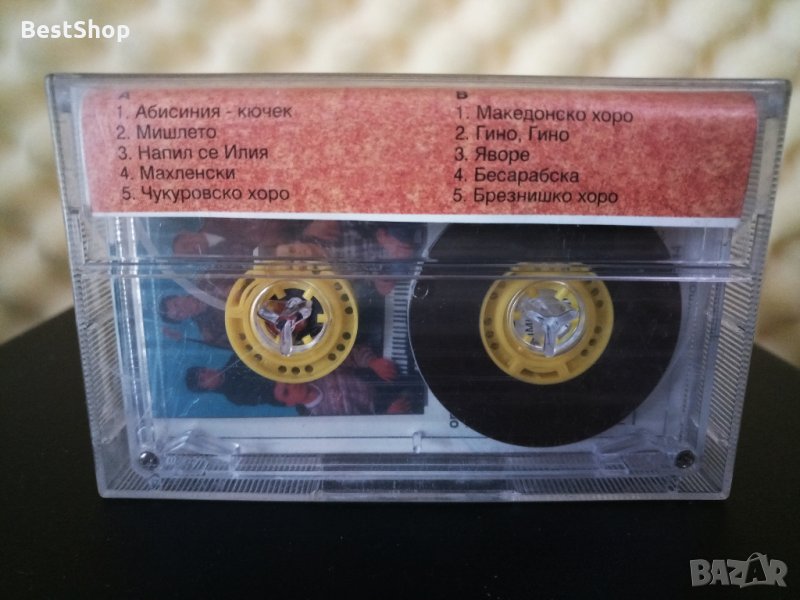 BestShop
A
1. Абисиния - кючек
2. Мишлето
3. Напил се Илия
4. Махленски
5. Чукуровско хоро
B
1. Македонско хоро
2. Гино, Гино
3. Яворе
4. Бесарабска
5. Брезнишко хоро
BAZAR